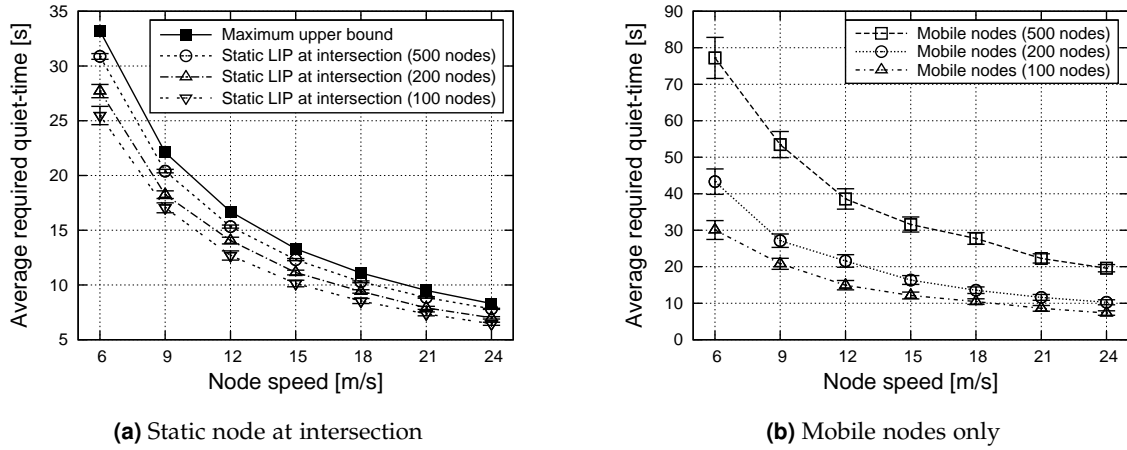 Average required quiet-time [s]
35
30
25
20
15
10
5
6 9 12 15 18 21 24
Node speed [m/s]
Maximum upper bound
Static LIP at intersection (500 nodes)
Static LIP at intersection (200 nodes)
Static LIP at intersection (100 nodes)
(a) Static node at intersection
Average required quiet-time [s]
90
80
70
60
50
40
30
20
10
0
6 9 12 15 18 21 24
Node speed [m/s]
Mobile nodes (500 nodes)
Mobile nodes (200 nodes)
Mobile nodes (100 nodes)
(b) Mobile nodes only